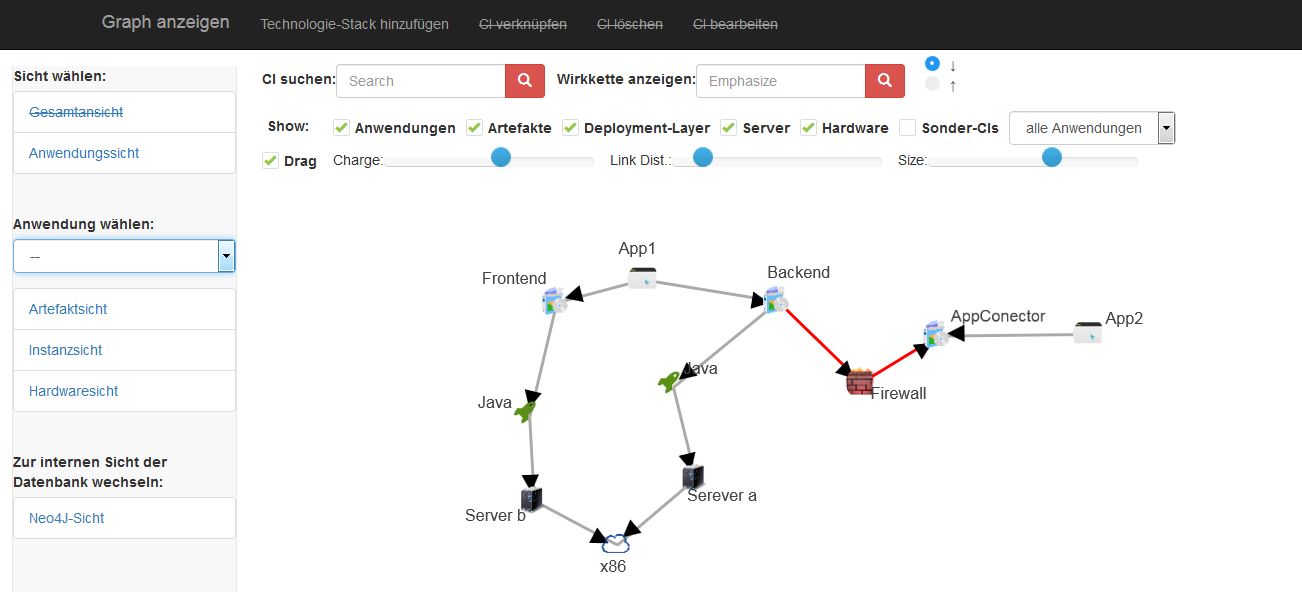 Graph anzeigen Technologie-Stack hinzufügen CI verknüpfen CI löschen CI bearbeiten
Sicht wählen:
Gesamtansicht
Anwendungssicht
Anwendung wählen:
--
Artefaktsicht
Instanzsicht
Hardwaresicht
Zur internen Sicht der
Datenbank wechseln:
Neo4J-Sicht
CI suchen: Search Wirkkette anzeigen: Emphasize ↓
↑
Show: Anwendungen Artefakte Deployment-Layer Server Hardware Sonder-CIs alle Anwendungen
Drag Charge: Link Dist.: Size:
App1
Frontend
Backend
AppConector
App2
Java
Firewall
Java
Serever a
Server b
x86